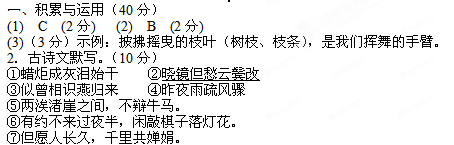 一、积累与运用（40 分）
(1) C （2 分） (2) B （2 分）
(3)（3 分）示例：披拂摇曳的枝叶（树枝、枝条），是我们挥舞的手臂。
2. 古诗文默写。（10 分）
①蜡炬成灰泪始干 ②晓镜但愁云鬓改
③似曾相识燕归来 ④昨夜雨疏风骤
⑤两涘渚崖之间，不辩牛马。
⑥有约不来过夜半，闲敲棋子落灯花。
⑦但愿人长久，千里共婵娟。